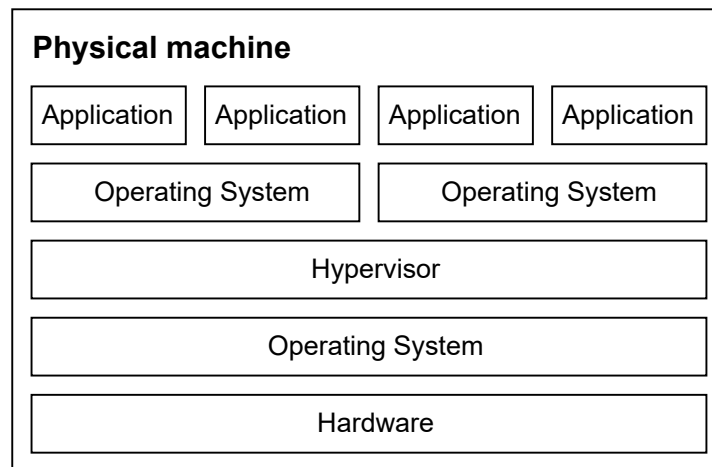 Physical machine
Application Application Application Application
Operating System Operating System
Hypervisor
Operating System
Hardware